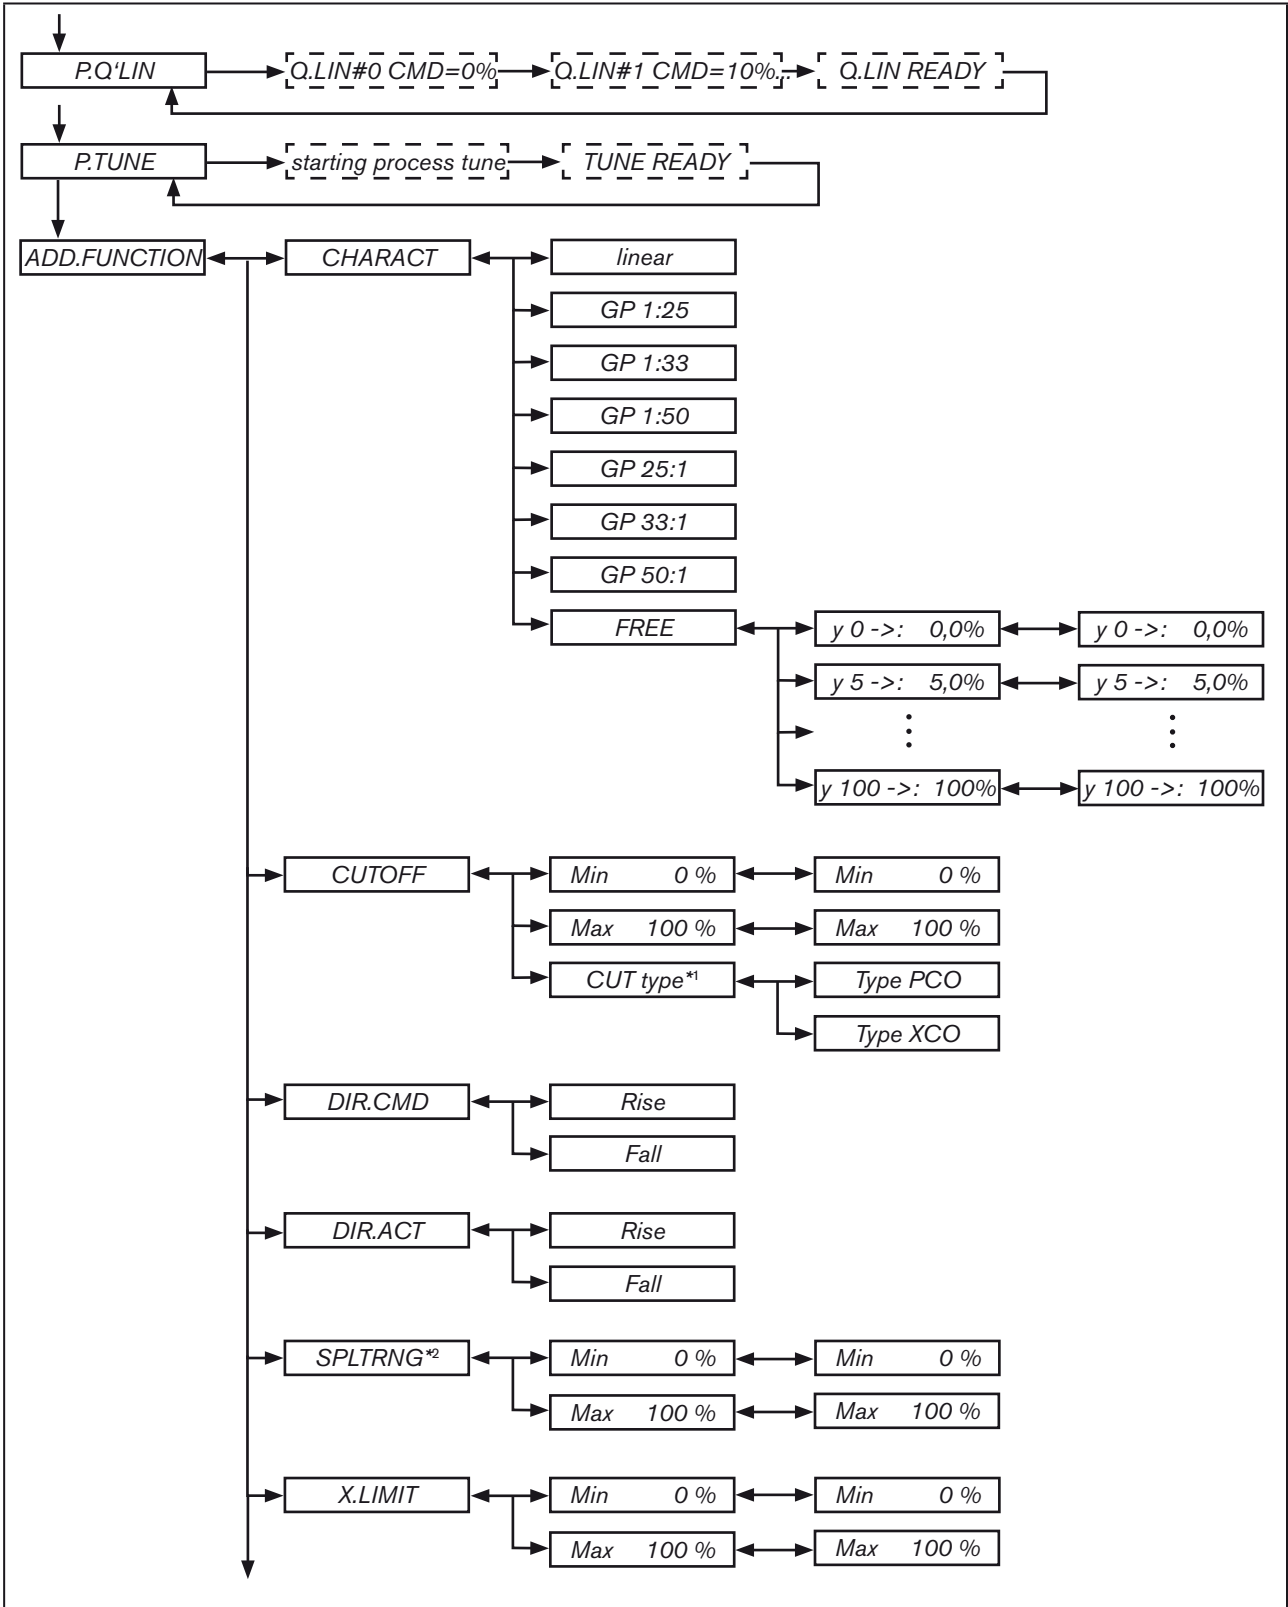 P.Q'LIN Q.LIN#0 CMD=0% Q.LIN#1 CMD=10%... Q.LIN READY
P.TUNE starting process tune TUNE READY
ADD.FUNCTION CHARACT linear
GP 1:25
GP 1:33
GP 1:50
GP 25:1
GP 33:1
GP 50:1
FREE y 0 ->: 0,0% y 0 ->: 0,0%
y 5 ->: 5,0% y 5 ->: 5,0%
y 100 ->: 100% y 100 ->: 100%
CUTOFF Min 0 % Min 0 %
Max 100 % Max 100 %
CUT type*1 Type PCO
Type XCO
DIR.CMD Rise
Fall
DIR.ACT Rise
Fall
SPLTRNG*2 Min 0 % Min 0 %
Max 100 % Max 100 %
X.LIMIT Min 0 % Min 0 %
Max 100 % Max 100 %